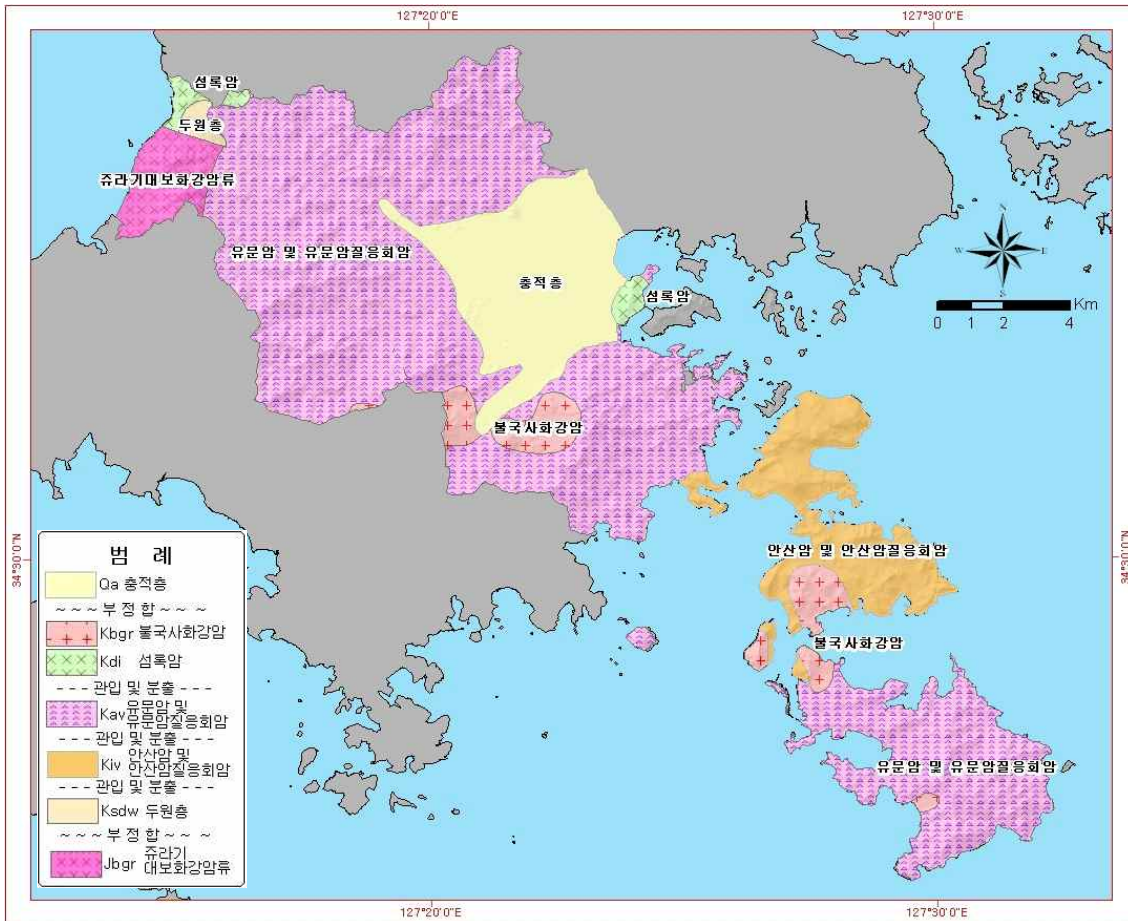 127°20'0"E
127°30'0"E
섬록암
두원층
쥬라기대보화강암류
유문암 및 유문암질응회암
충적층
섬록암
N
W
E
S
Km
0 1 2 4
불국사화강암
안산암 및 안산암질응회암
34°30'0"N
34°30'0"N
불국사화강암
유문암 및 유문암질응회암
범 례
Qa 충적층
~ ~ ~ 부 정 합 ~ ~ ~
Kbgr 불국사화강암
Kdi 섬록암
- - - 관입 및 분출 - - -
Kav 유문암 및
유문암질응회암
- - - 관입 및 분출 - - -
Kiv 안산암 및
안산암질응회암
- - - 관입 및 분출 - - -
Ksdw 두원층
~ ~ ~ 부 정 합 ~ ~ ~
Jbgr 쥬라기
대보화강암류
127°20'0"E
127°30'0"E